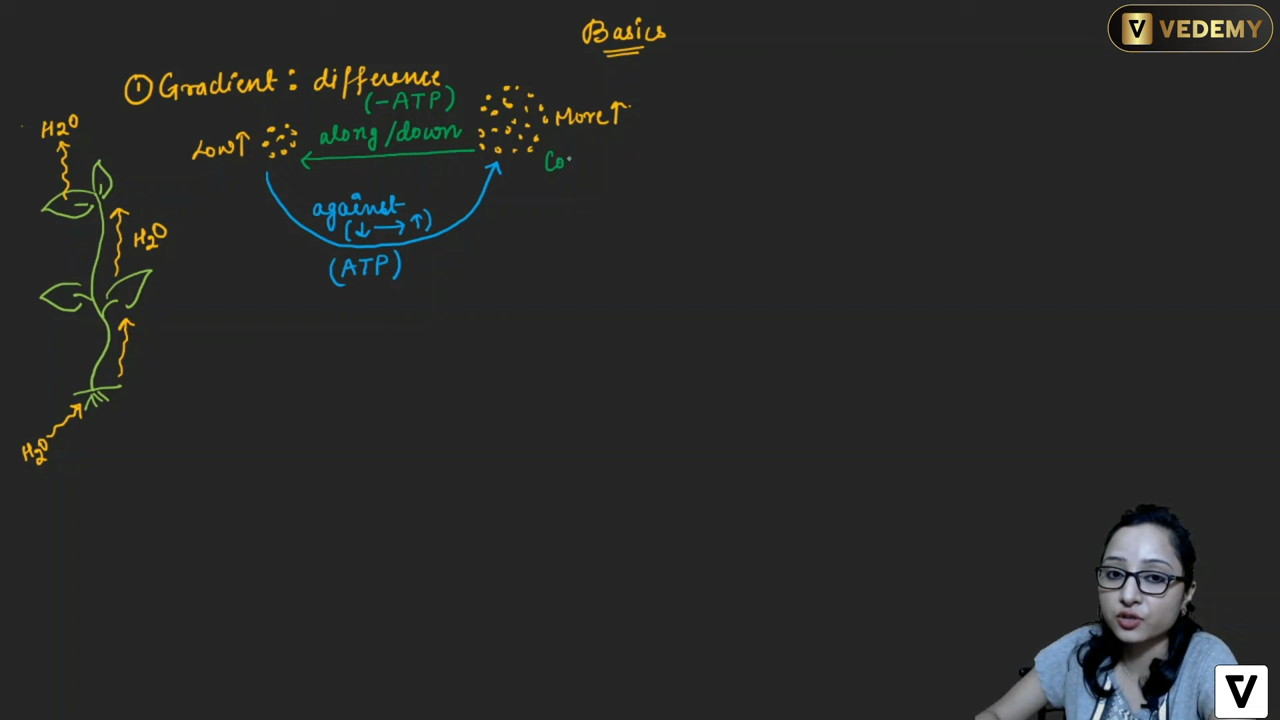 Basics
VEDEMY
① Gradient : difference
(-ATP)
More↑
H2O
Low↑
along/down
Co
against
(↓→↑)
H2O
(ATP)
H2O